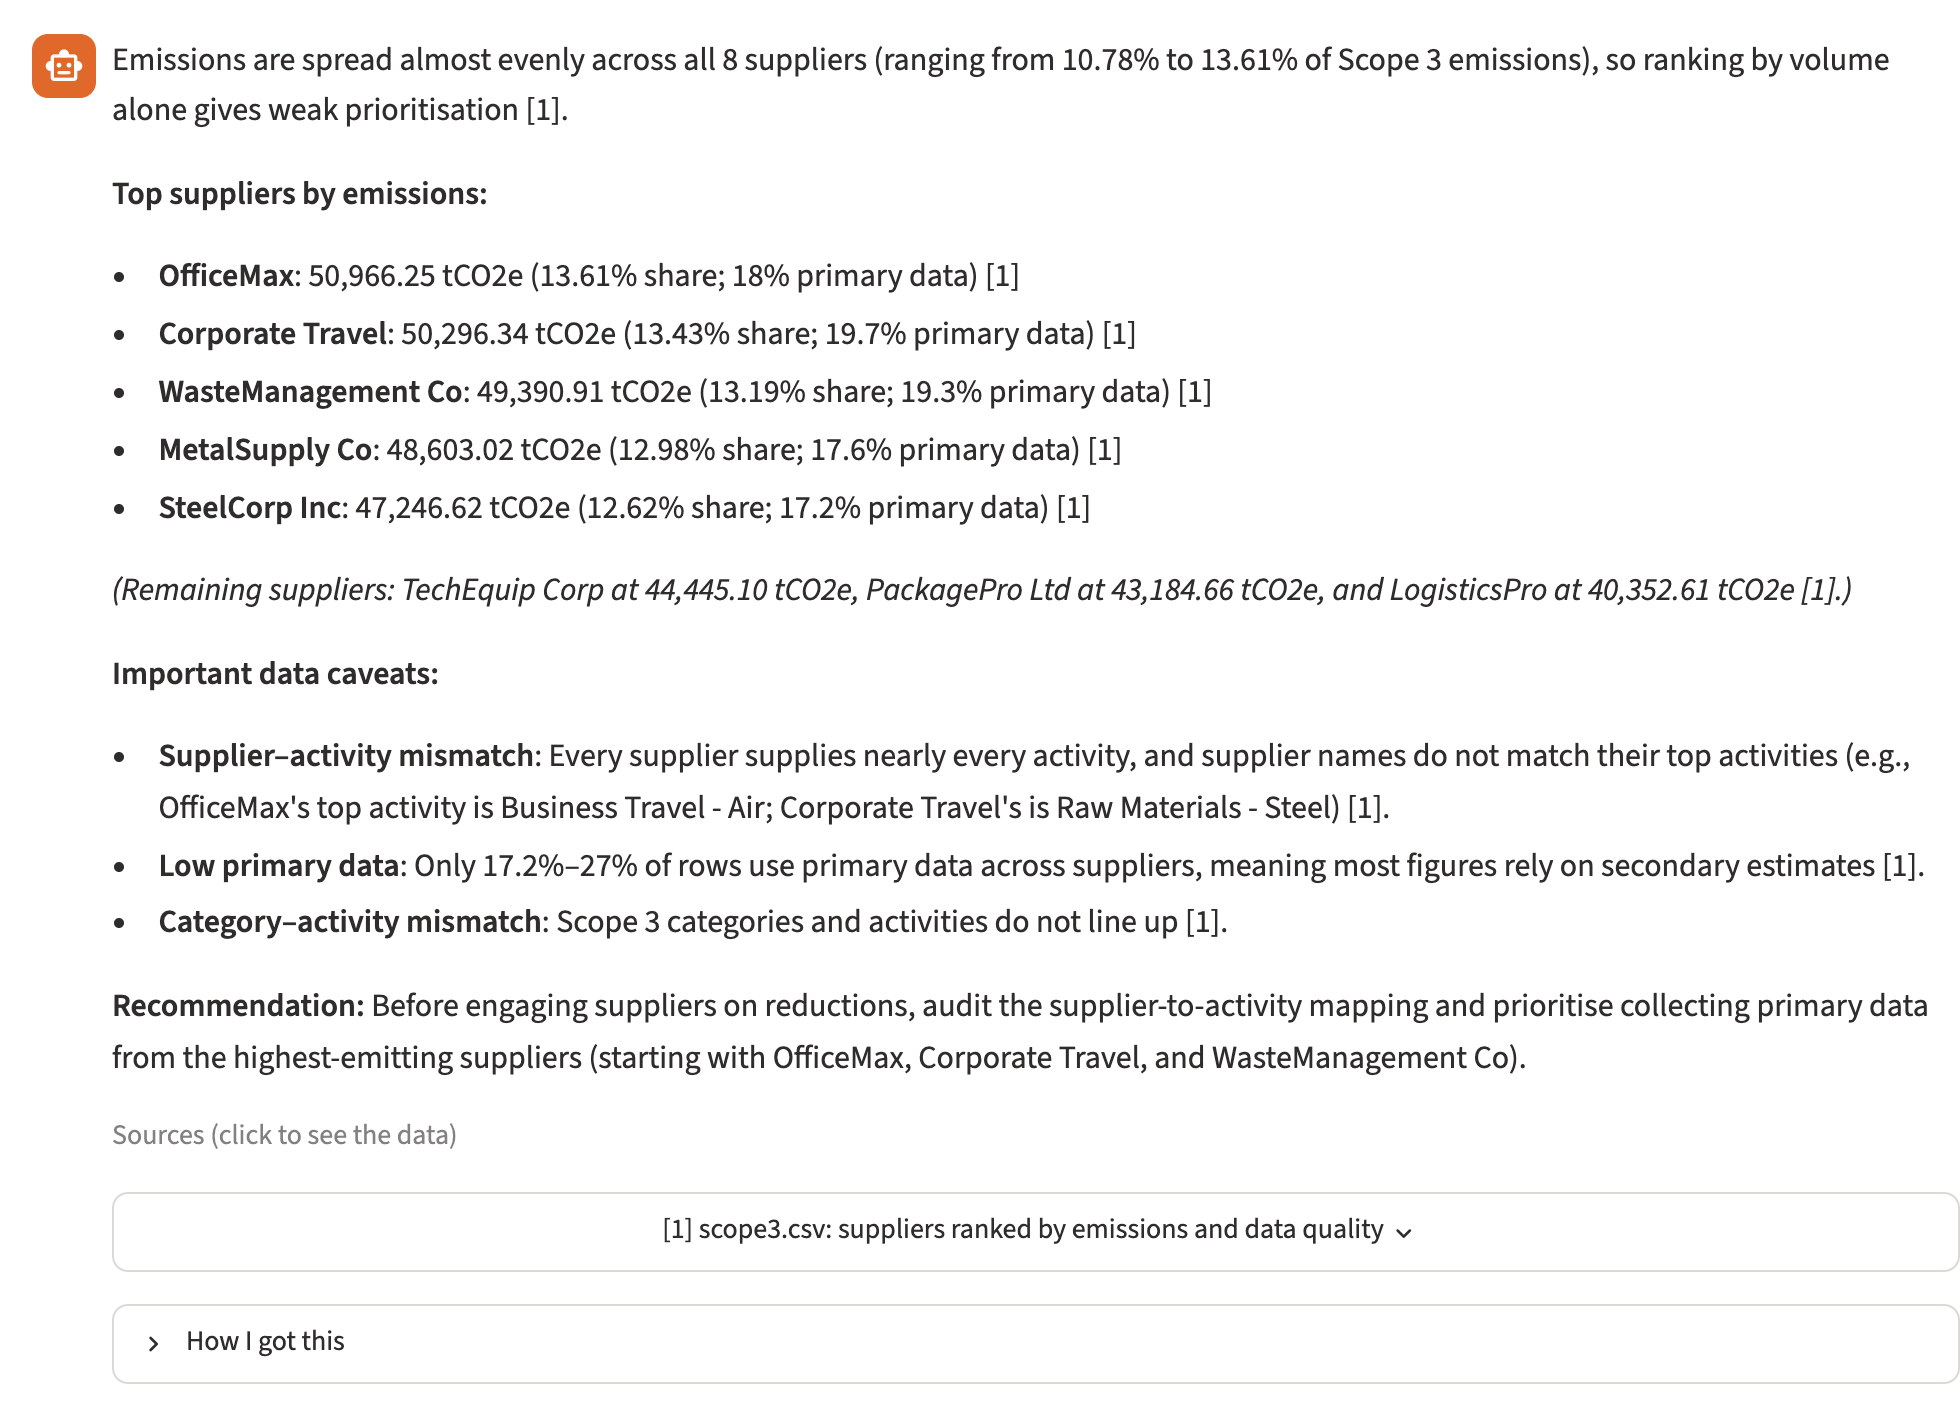 Emissions are spread almost evenly across all 8 suppliers (ranging from 10.78% to 13.61% of Scope 3 emissions), so ranking by volume
alone gives weak prioritisation [1].
Top suppliers by emissions:
• OfficeMax: 50,966.25 tCO2e (13.61% share; 18% primary data) [1]
• Corporate Travel: 50,296.34 tCO2e (13.43% share; 19.7% primary data) [1]
• WasteManagement Co: 49,390.91 tCO2e (13.19% share; 19.3% primary data) [1]
• MetalSupply Co: 48,603.02 tCO2e (12.98% share; 17.6% primary data) [1]
• SteelCorp Inc: 47,246.62 tCO2e (12.62% share; 17.2% primary data) [1]
(Remaining suppliers: TechEquip Corp at 44,445.10 tCO2e, PackagePro Ltd at 43,184.66 tCO2e, and LogisticsPro at 40,352.61 tCO2e [1].)
Important data caveats:
• Supplier–activity mismatch: Every supplier supplies nearly every activity, and supplier names do not match their top activities (e.g.,
OfficeMax's top activity is Business Travel - Air; Corporate Travel's is Raw Materials - Steel) [1].
• Low primary data: Only 17.2%–27% of rows use primary data across suppliers, meaning most figures rely on secondary estimates [1].
• Category–activity mismatch: Scope 3 categories and activities do not line up [1].
Recommendation: Before engaging suppliers on reductions, audit the supplier-to-activity mapping and prioritise collecting primary data
from the highest-emitting suppliers (starting with OfficeMax, Corporate Travel, and WasteManagement Co).
Sources (click to see the data)
[1] scope3.csv: suppliers ranked by emissions and data quality
How I got this